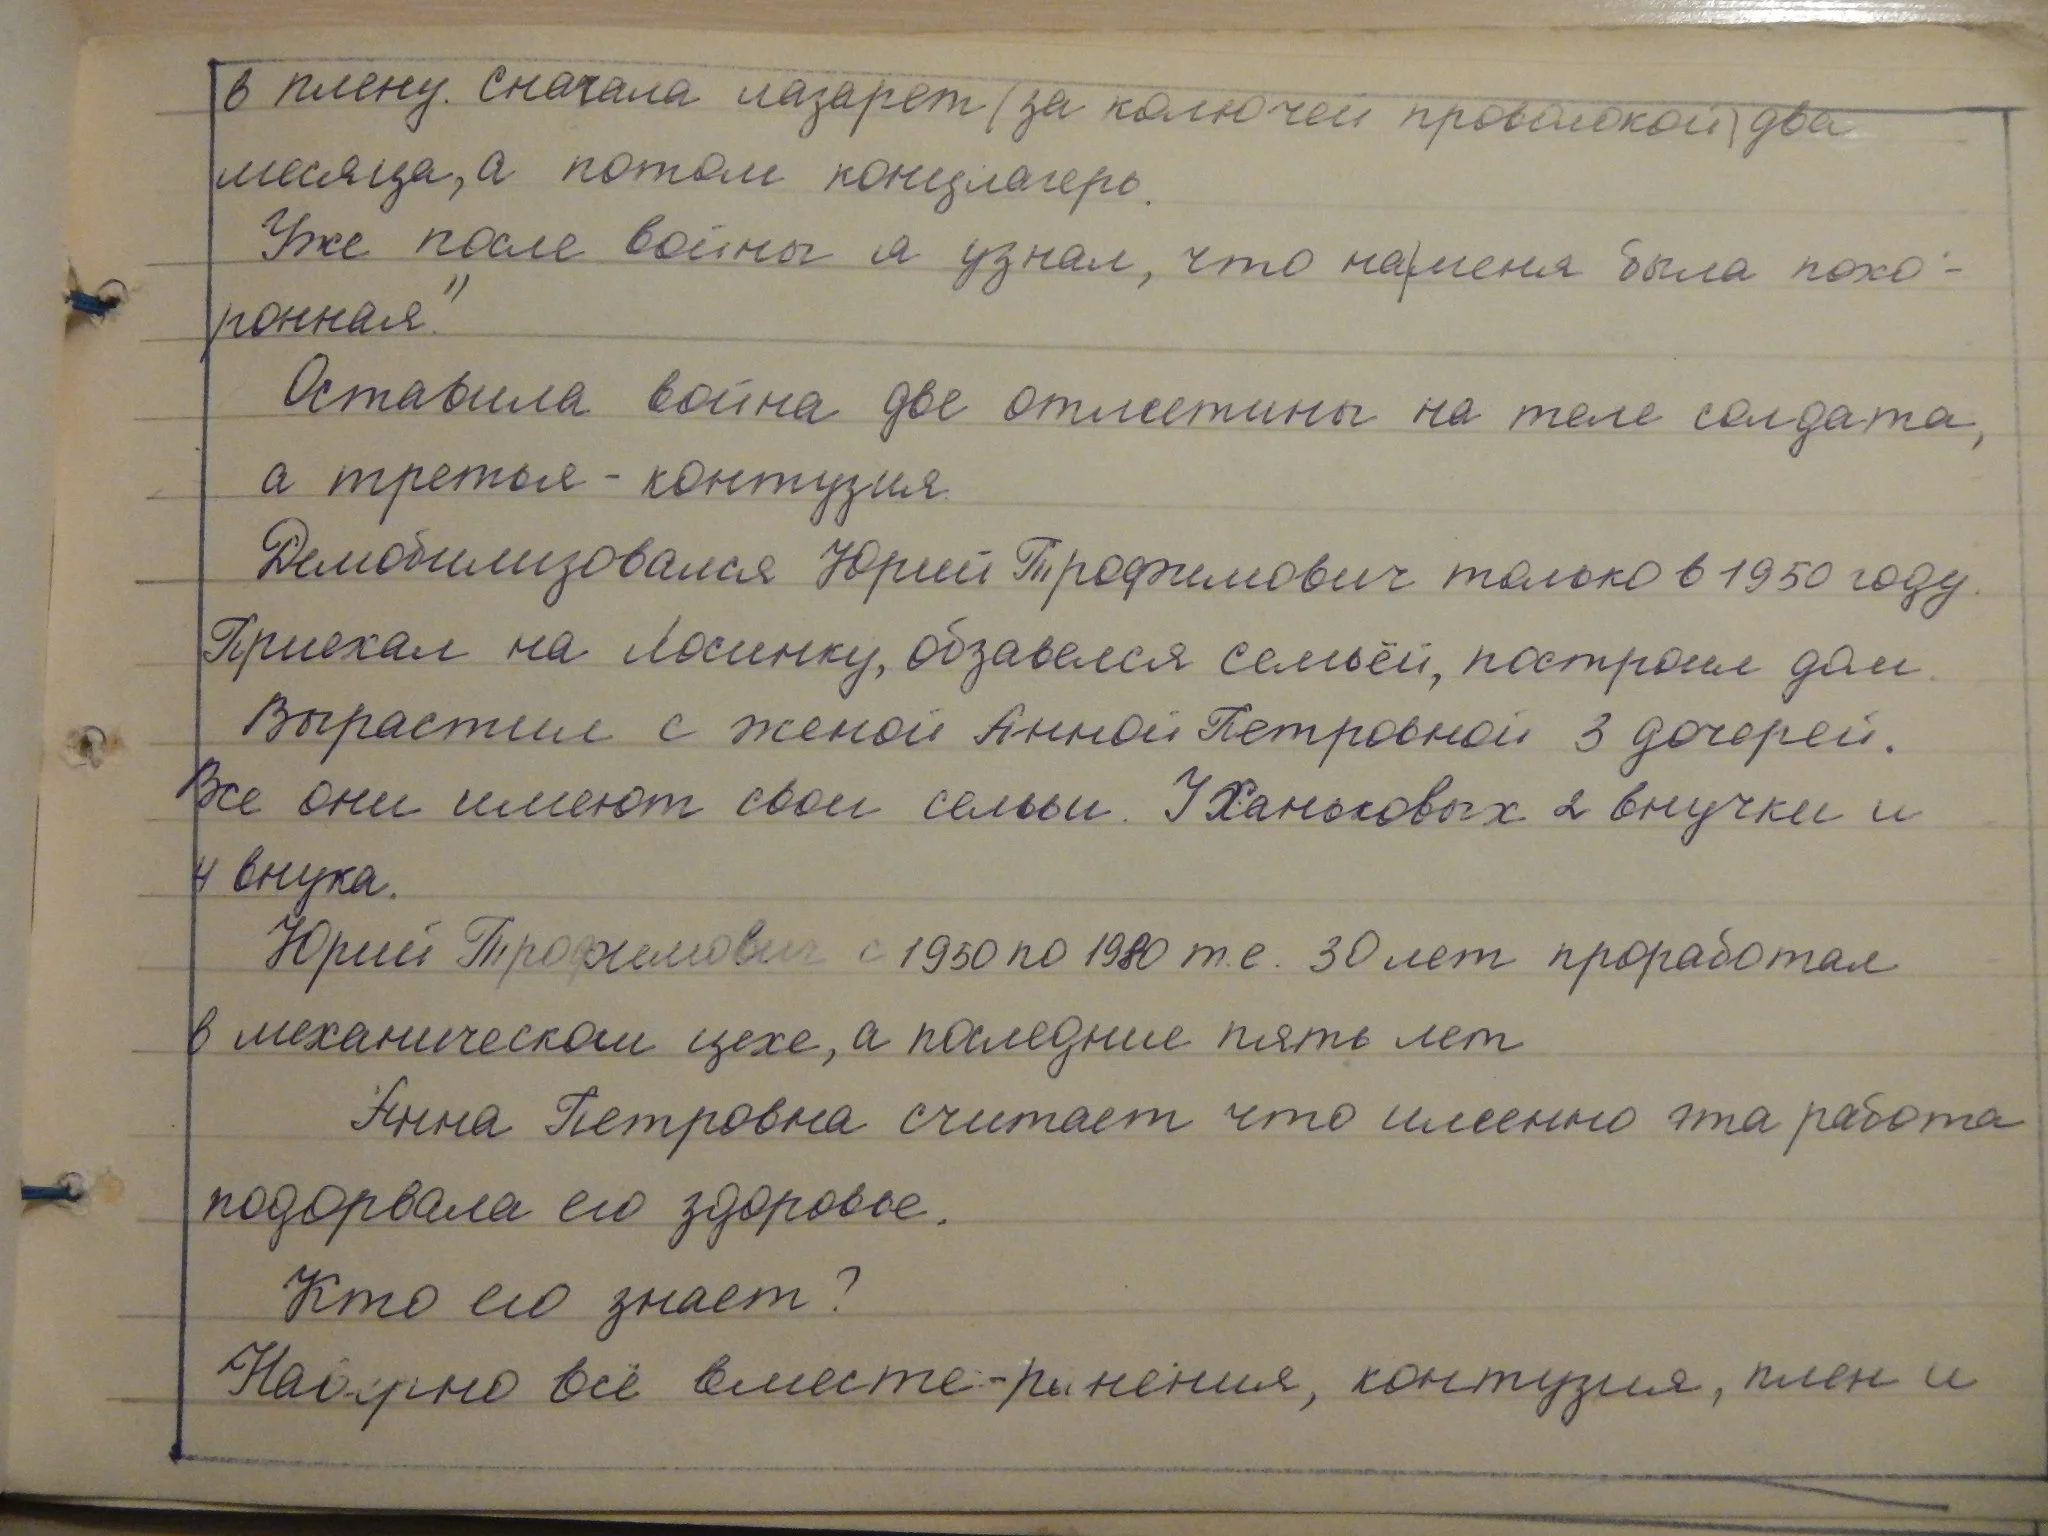 в плену. Сначала лазарет (за колючей проволокой) два
месяца, а потом концлагерь.
Уже после войны я узнал, что на меня была похо-
ронная."
Оставила война две отметины на теле солдата,
а третья - контузия.
Демобилизовался Юрий Трофимович только в 1950 году.
Приехал на Лосинку, обзавелся семьёй, построил дом.
Вырастил с женой Анной Петровной 3 дочерей.
Все они имеют свои семьи. У Ханьковых 2 внучки и
4 внука.
Юрий Трофимович с 1950 по 1980 т.е. 30 лет проработал
в механическом цехе, а последние пять лет
Анна Петровна считает что именно эта работа
подорвала его здоровье.
Кто его знает?
Наверно всё вместе - ранения, контузия, плен и